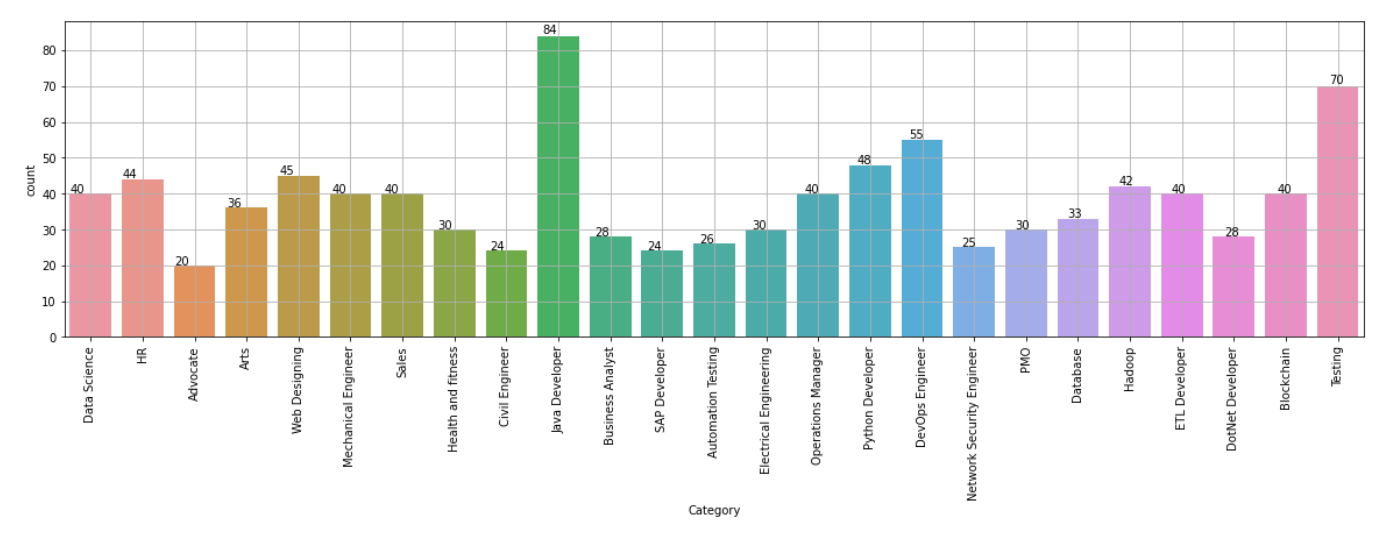 84
80
70
70
60
55
50
48
45
44
42
40 40 40 40 40 40
40
36
33
30 30 30
30
28 28
26
25
24 24
20
20
10
0
count
Data Science
HR
Advocate
Arts
Web Designing
Mechanical Engineer
Sales
Health and fitness
Civil Engineer
Java Developer
Business Analyst
SAP Developer
Automation Testing
Electrical Engineering
Operations Manager
Python Developer
DevOps Engineer
Network Security Engineer
PMO
Database
Hadoop
ETL Developer
DotNet Developer
Blockchain
Testing
Category